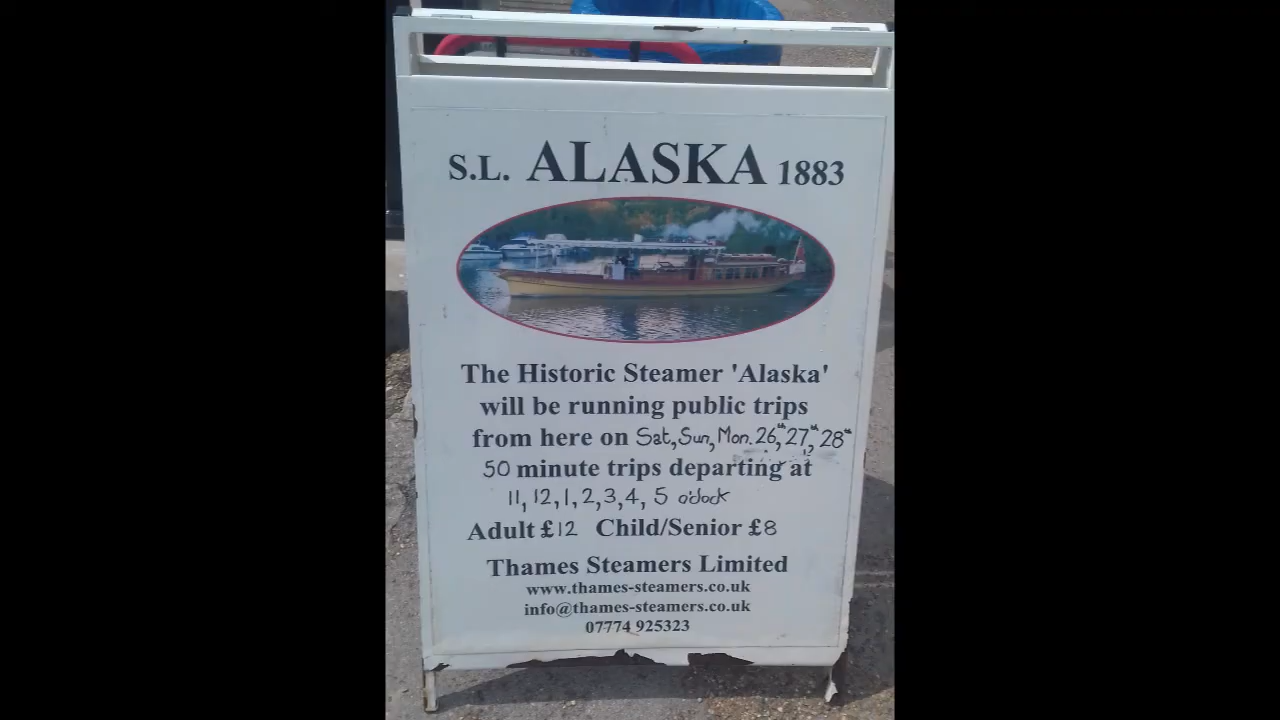 S.L. ALASKA 1883
The Historic Steamer 'Alaska'
will be running public trips
from here on Sat, Sun, Mon. 26th, 27th, 28th
50 minute trips departing at
11, 12, 1, 2, 3, 4, 5 o'clock
Adult £12 Child/Senior £8
Thames Steamers Limited
www.thames-steamers.co.uk
info@thames-steamers.co.uk
07774 925323